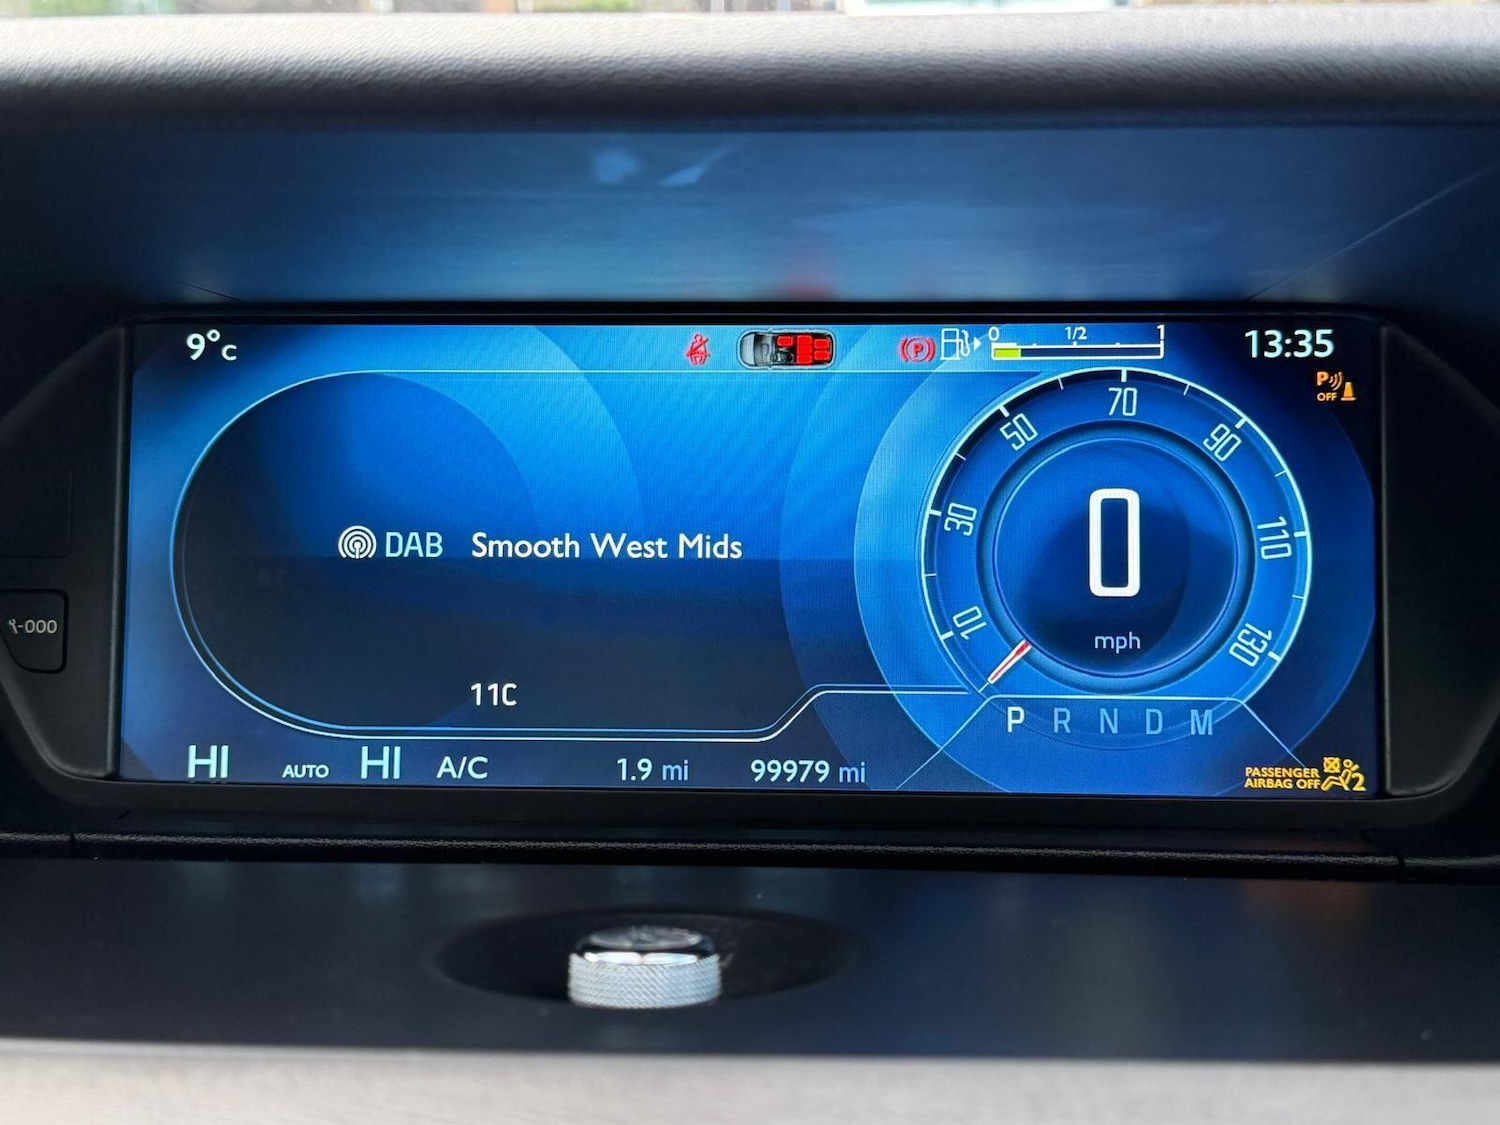 9°C
0 1/2 1
13:35
P OFF
DAB Smooth West Mids
10 30 50 70 90 110 130
0
mph
-000
11C
P R N D M
HI AUTO HI A/C 1.9 mi 99979 mi
PASSENGER
AIRBAG OFF 2